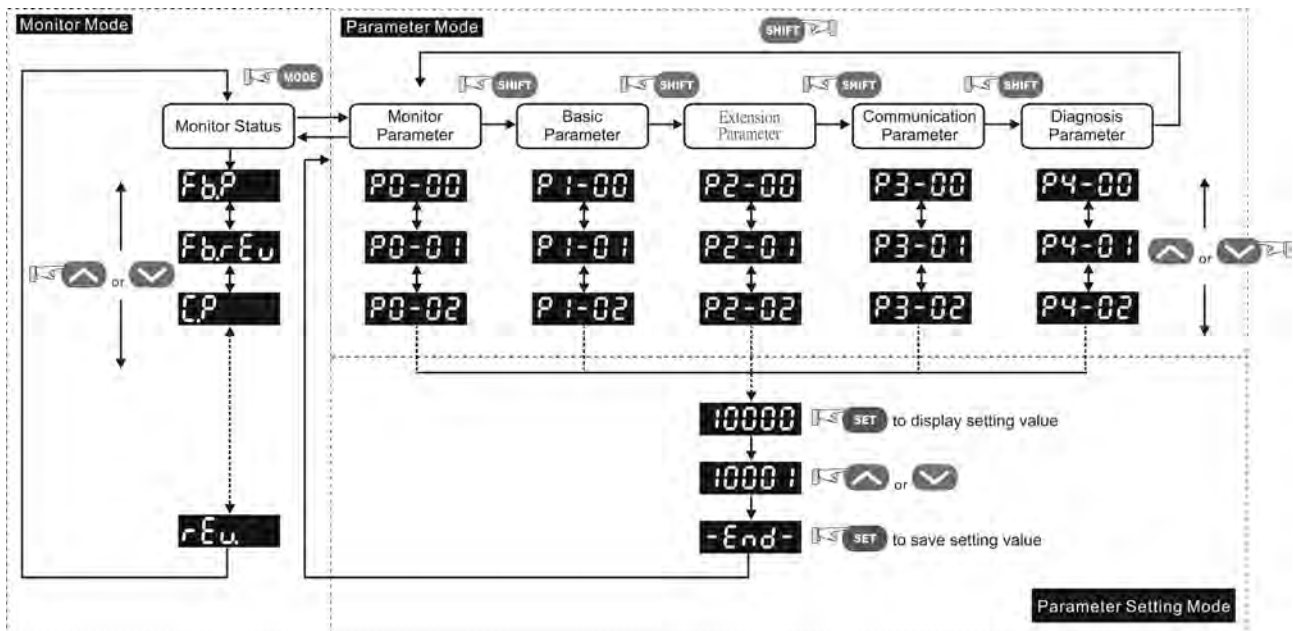 Monitor Mode
Parameter Mode
SHIFT
MODE
SHIFT
SHIFT
SHIFT
SHIFT
Monitor Status
Monitor
Parameter
Basic
Parameter
Extension
Parameter
Communication
Parameter
Diagnosis
Parameter
Fb.P
P0-00
P1-00
P2-00
P3-00
P4-00
Fb.rEu
P0-01
P1-01
P2-01
P3-01
P4-01
or
or
C.P
P0-02
P1-02
P2-02
P3-02
P4-02
10000
SET to display setting value
10001
or
rEu.
-End-
SET to save setting value
Parameter Setting Mode